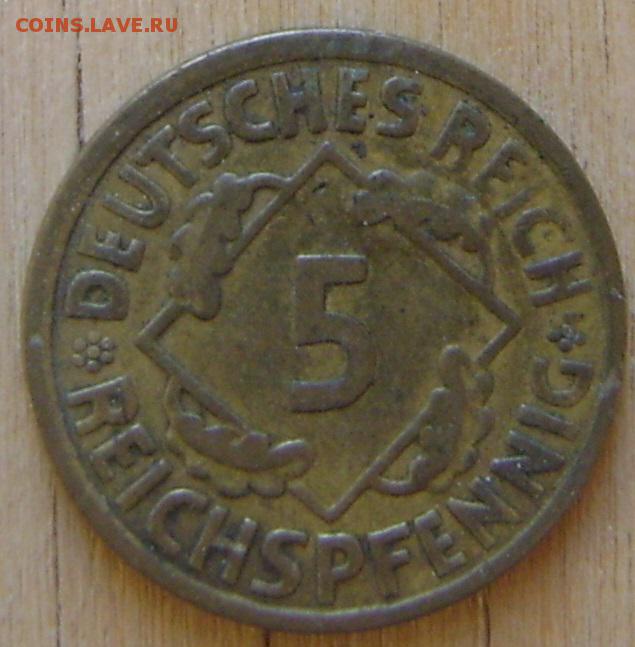 COINS.LAVE.RU
DEUTSCHES REICH
5
REICHSPFENNIG